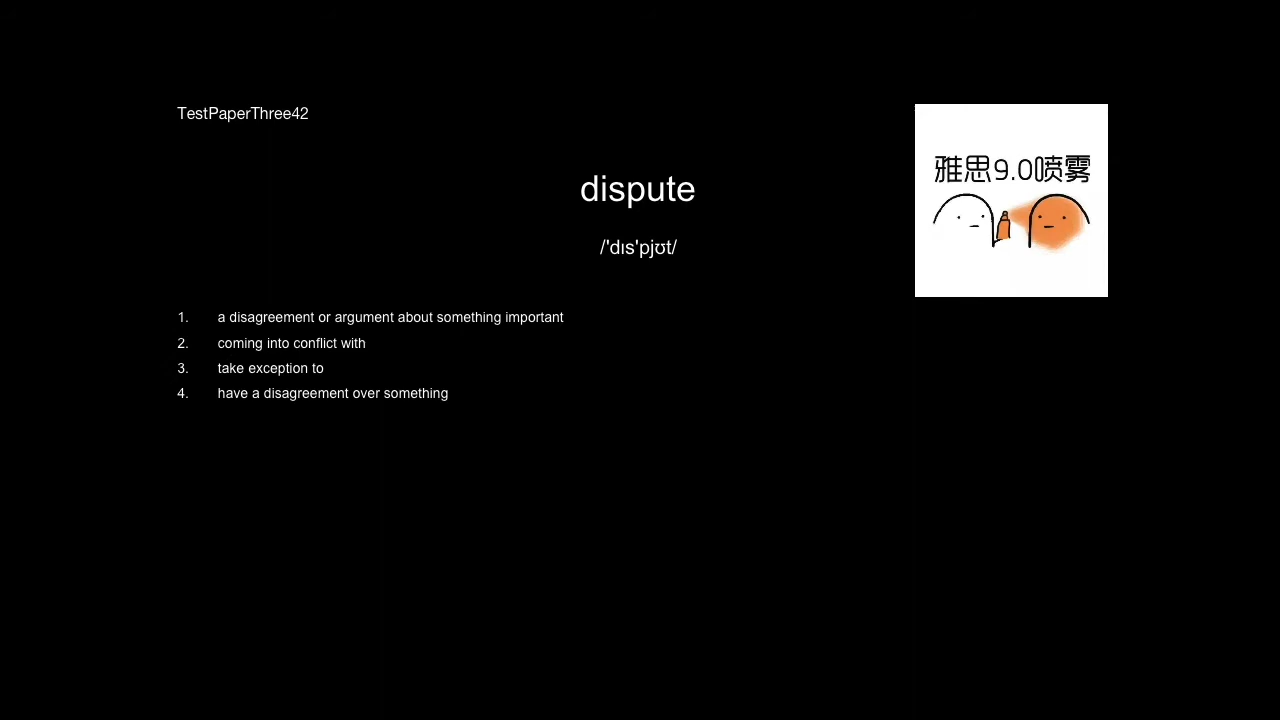 TestPaperThree42
雅思9.0喷雾
dispute
/'dɪs'pjʊt/
1. a disagreement or argument about something important
2. coming into conflict with
3. take exception to
4. have a disagreement over something